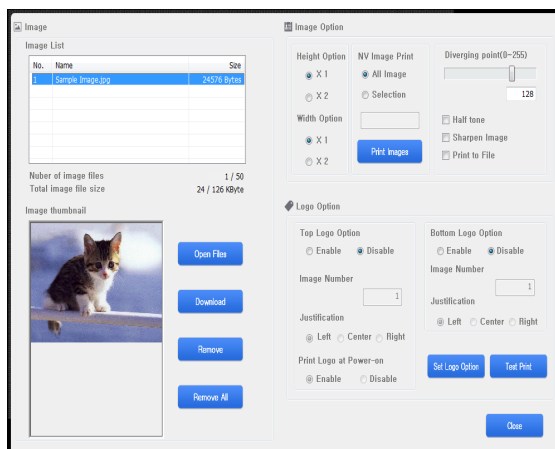 Image
Image List
No. Name Size
1 Sample Image.jpg 24576 Bytes
Nuber of image files 1 / 50
Total image file size 24 / 126 KByte
Image thumbnail
Open Files
Download
Remove
Remove All
Image Option
Height Option
X 1
X 2
Width Option
X 1
X 2
NV Image Print
All Image
Selection
Print Images
Diverging point(0~255)
128
Half tone
Sharpen Image
Print to File
Logo Option
Top Logo Option
Enable Disable
Image Number
1
Justification
Left Center Right
Print Logo at Power-on
Enable Disable
Bottom Logo Option
Enable Disable
Image Number
1
Justification
Left Center Right
Set Logo Option Test Print
Close